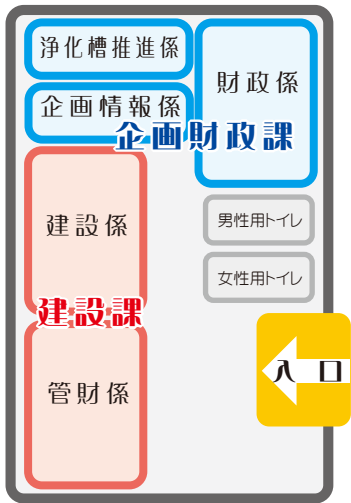 浄化槽推進係
財政係
企画情報係
企画財政課
建設係
男性用トイレ
女性用トイレ
建設課
入口
管財係